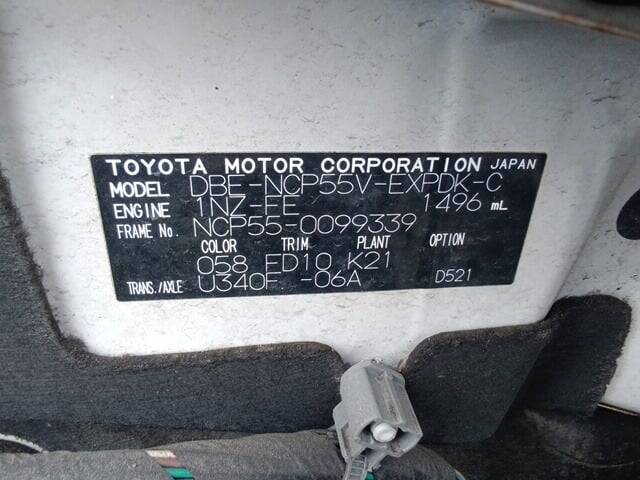 TOYOTA MOTOR CORPORATION JAPAN
MODEL DBE-NCP55V-EXPDK-C
ENGINE 1NZ-FE 1496 mL
FRAME No. NCP55-0099339
COLOR TRIM PLANT OPTION
058 FD10 K21
TRANS./AXLE U340F -06A D521